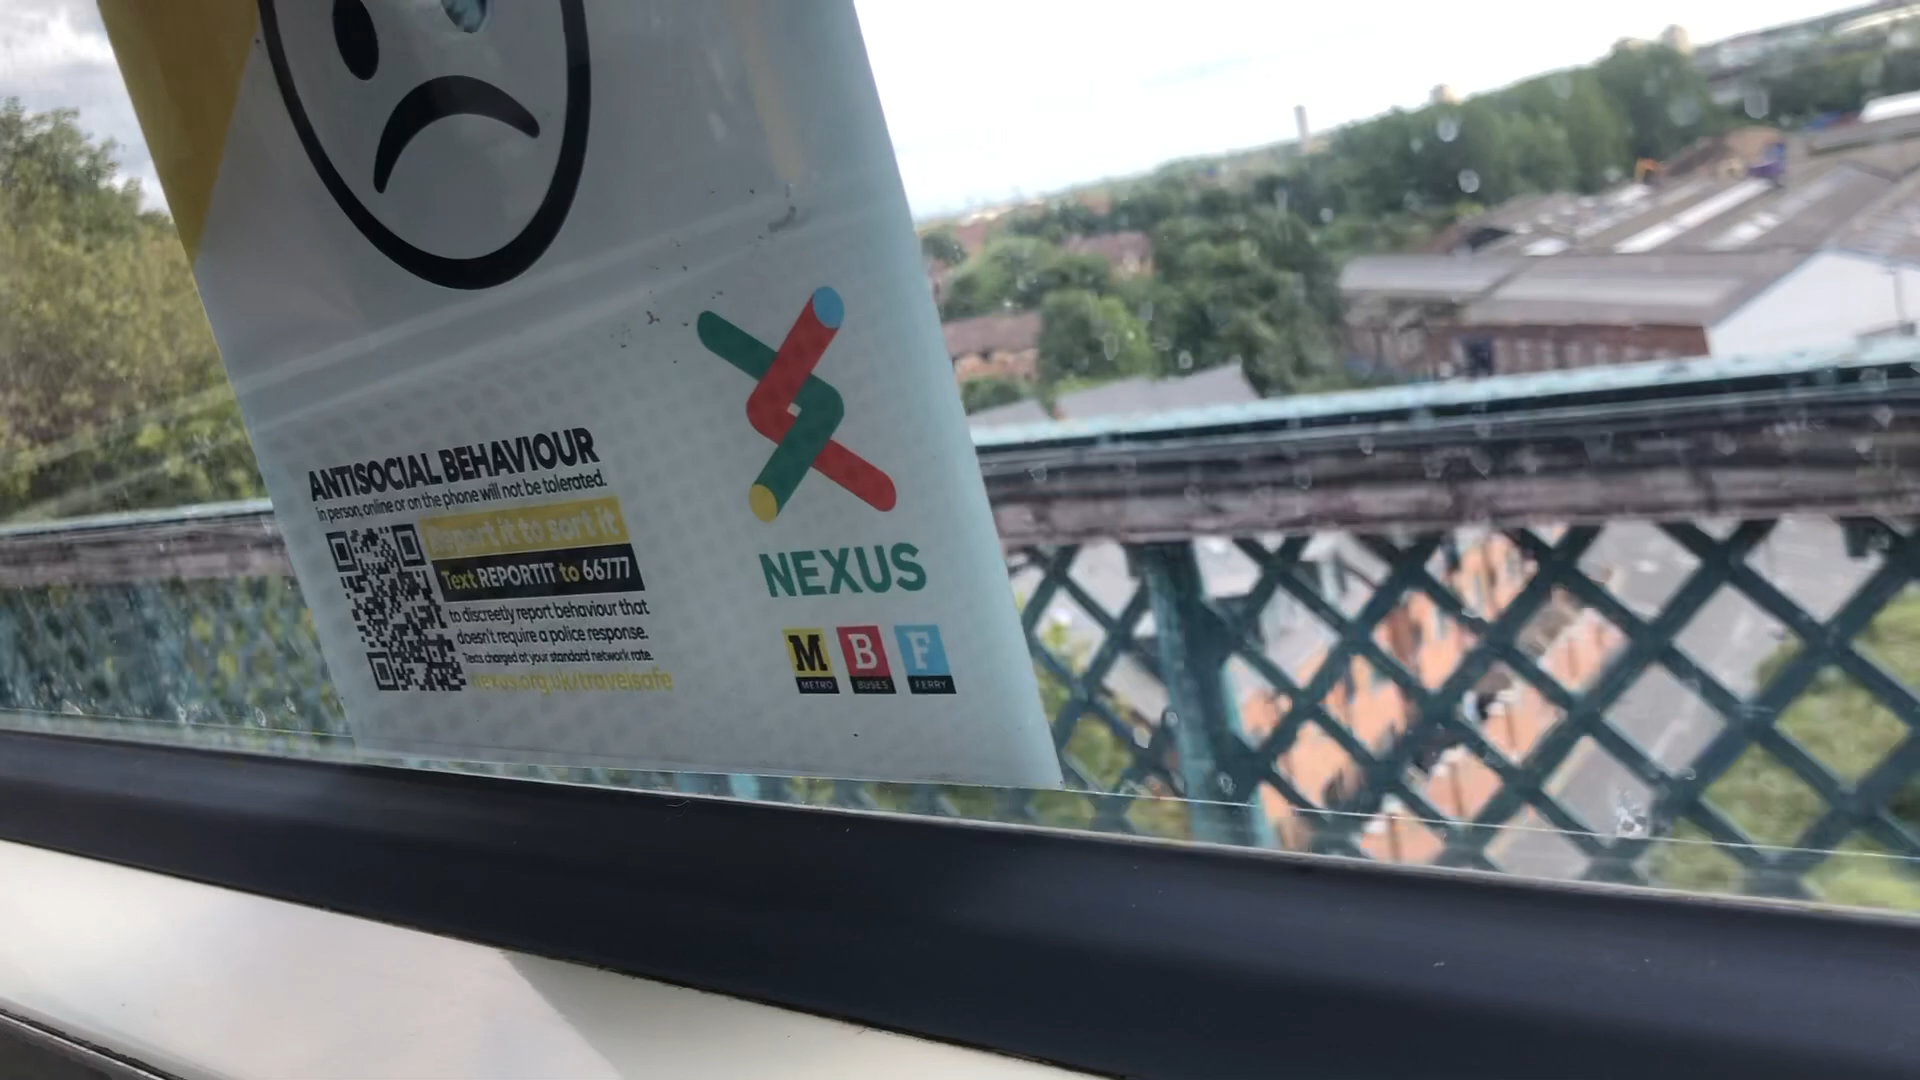 ANTISOCIAL BEHAVIOUR
in person, online or on the phone will not be tolerated.
Report it to sort it
Text REPORTIT to 66777
to discreetly report behaviour that
doesn't require a police response.
Texts charged at your standard network rate.
nexus.org.uk/travelsafe
NEXUS
M B F
METRO BUSES FERRY